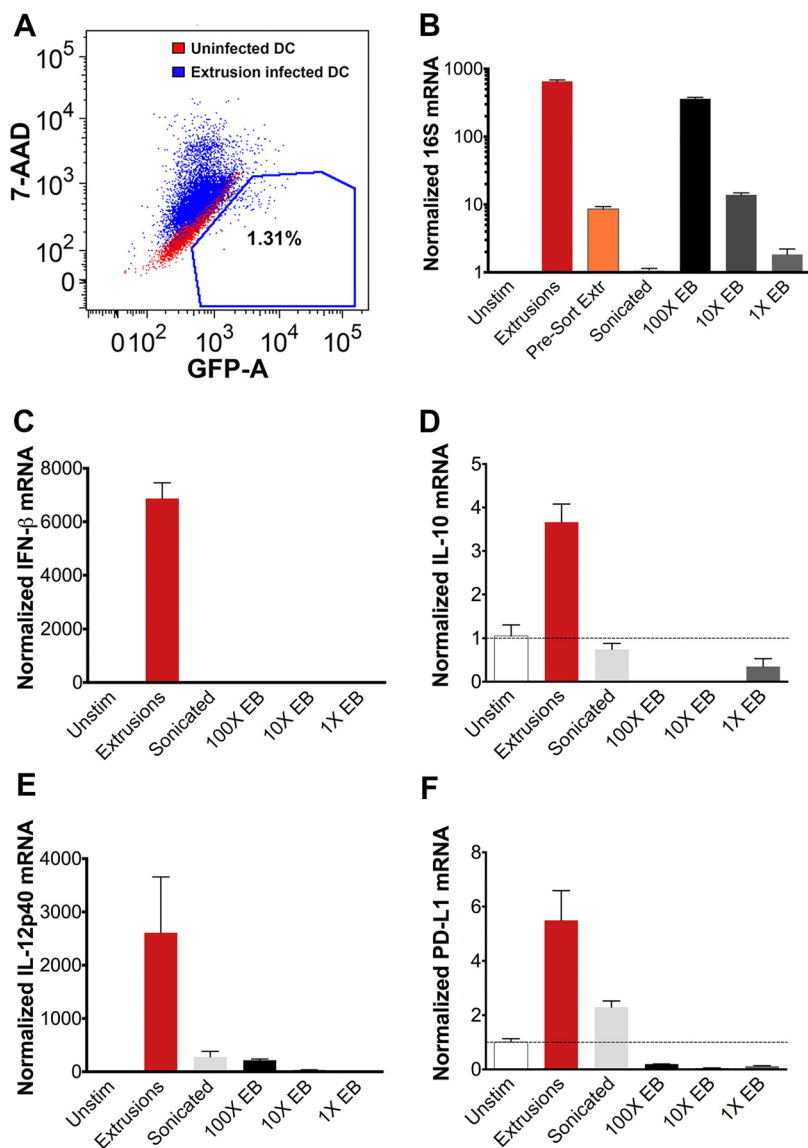 A
Uninfected DC
Extrusion infected DC
10^5
10^4
10^3
10^2
0
7-AAD
1.31%
0 10^2 10^3 10^4 10^5
GFP-A
B
Normalized 16S mRNA
1000
100
10
1
Unstim
Extrusions
Pre-Sort Extr
Sonicated
100X EB
10X EB
1X EB
C
Normalized IFN-β mRNA
8000
6000
4000
2000
0
Unstim
Extrusions
Sonicated
100X EB
10X EB
1X EB
D
Normalized IL-10 mRNA
5
4
3
2
1
0
Unstim
Extrusions
Sonicated
100X EB
10X EB
1X EB
E
Normalized IL-12p40 mRNA
4000
3000
2000
1000
0
Unstim
Extrusions
Sonicated
100X EB
10X EB
1X EB
F
Normalized PD-L1 mRNA
8
6
4
2
0
Unstim
Extrusions
Sonicated
100X EB
10X EB
1X EB